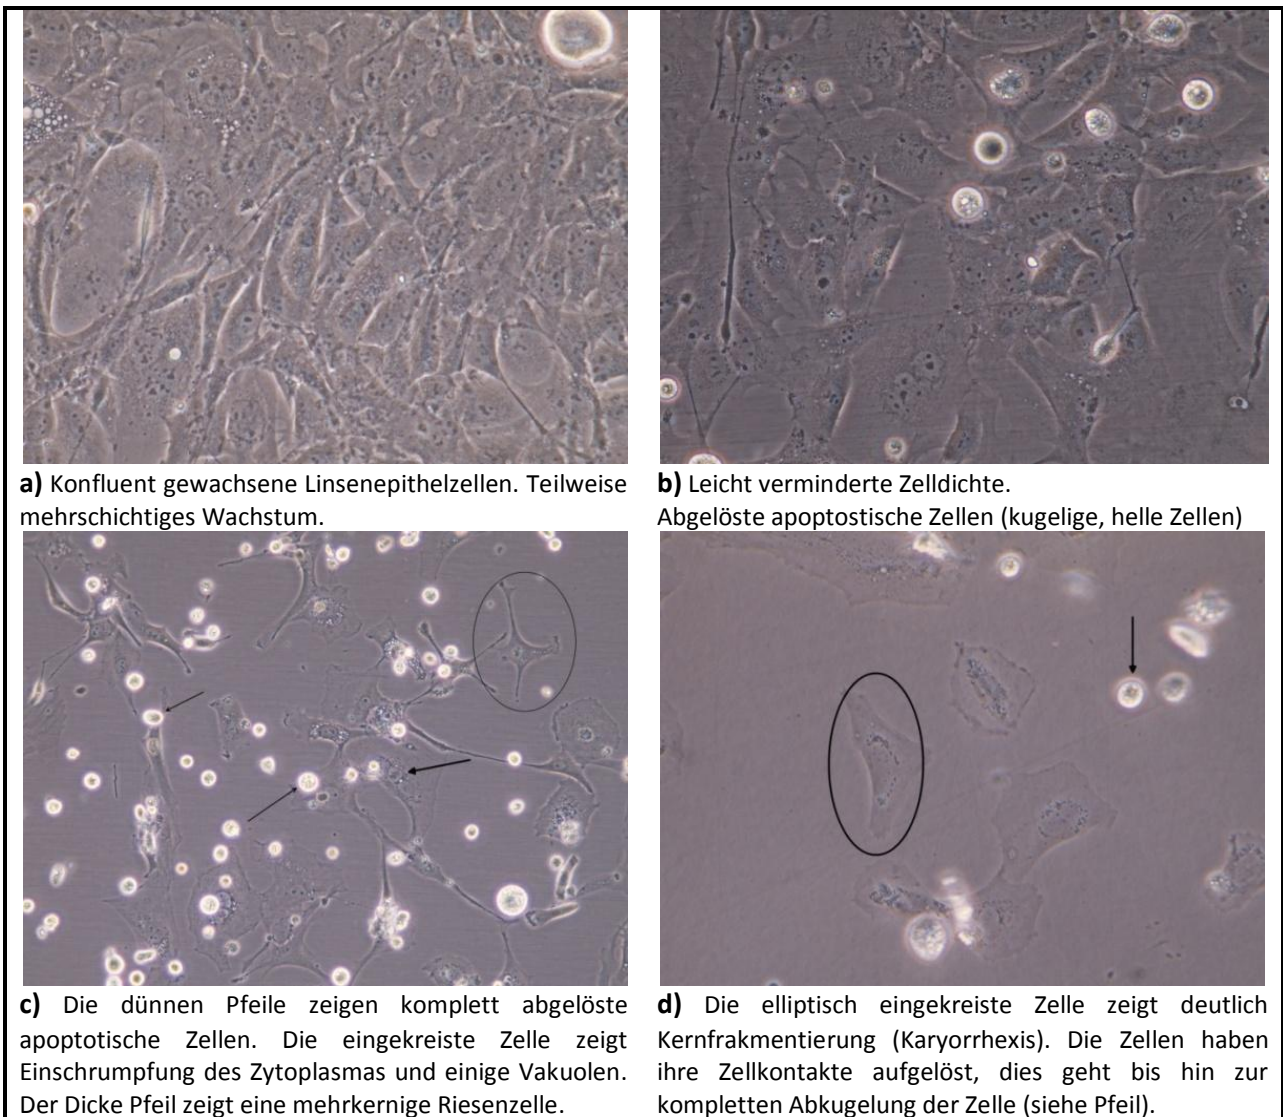 a) Konfluent gewachsene Linsenepithelzellen. Teilweise
mehrschichtiges Wachstum.
b) Leicht verminderte Zelldichte.
Abgelöste apoptostische Zellen (kugelige, helle Zellen)
c) Die dünnen Pfeile zeigen komplett abgelöste
apoptotische Zellen. Die eingekreiste Zelle zeigt
Einschrumpfung des Zytoplasmas und einige Vakuolen.
Der Dicke Pfeil zeigt eine mehrkernige Riesenzelle.
d) Die elliptisch eingekreiste Zelle zeigt deutlich
Kernfrakmentierung (Karyorrhexis). Die Zellen haben
ihre Zellkontakte aufgelöst, dies geht bis hin zur
kompletten Abkugelung der Zelle (siehe Pfeil).